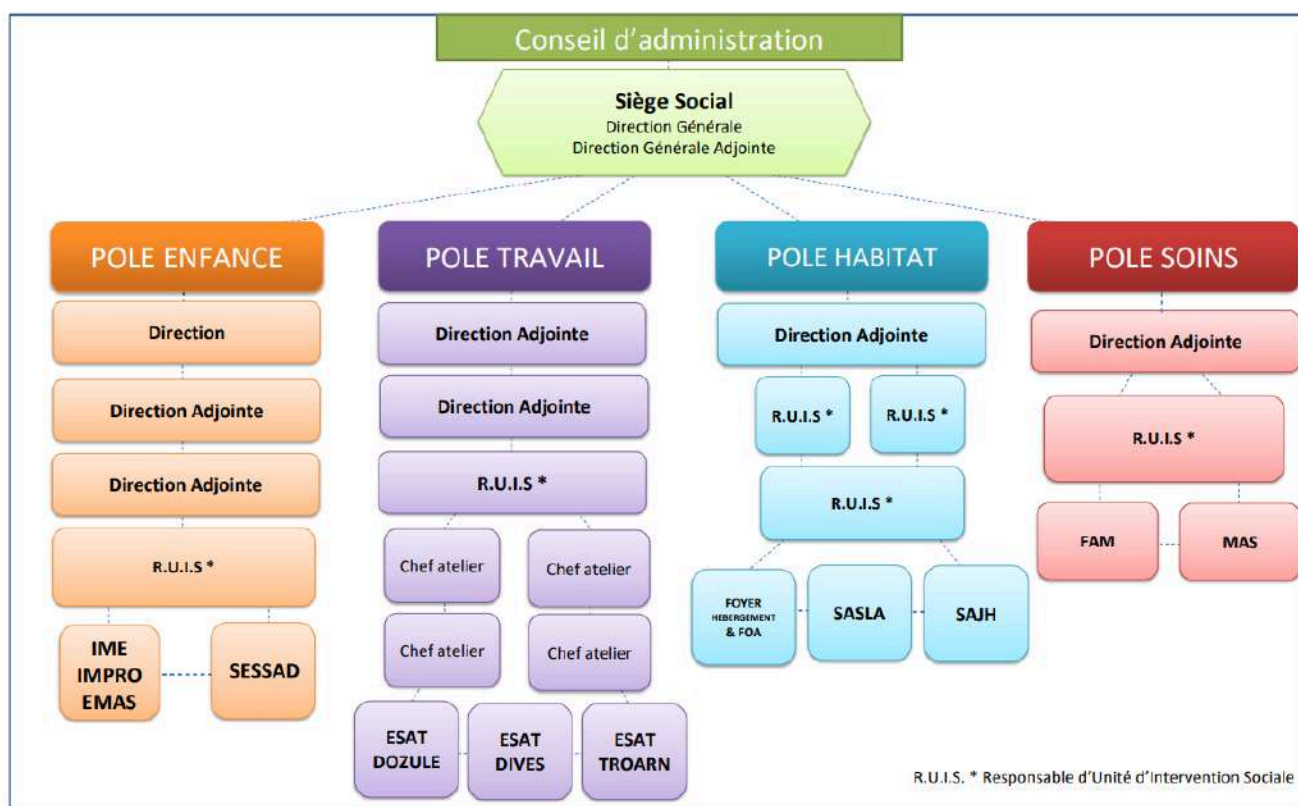 Conseil d'administration
Siège Social
Direction Générale
Direction Générale Adjointe
POLE ENFANCE
Direction
Direction Adjointe
Direction Adjointe
R.U.I.S *
IME
IMPRO
EMAS
SESSAD
POLE TRAVAIL
Direction Adjointe
Direction Adjointe
R.U.I.S *
Chef atelier
Chef atelier
Chef atelier
Chef atelier
ESAT
DOZULE
ESAT
DIVES
ESAT
TROARN
POLE HABITAT
Direction Adjointe
R.U.I.S *
R.U.I.S *
R.U.I.S *
FOYER
HEBERGEMENT
& FOA
SASLA
SAJH
POLE SOINS
Direction Adjointe
R.U.I.S *
FAM
MAS
R.U.I.S. * Responsable d'Unité d'Intervention Sociale